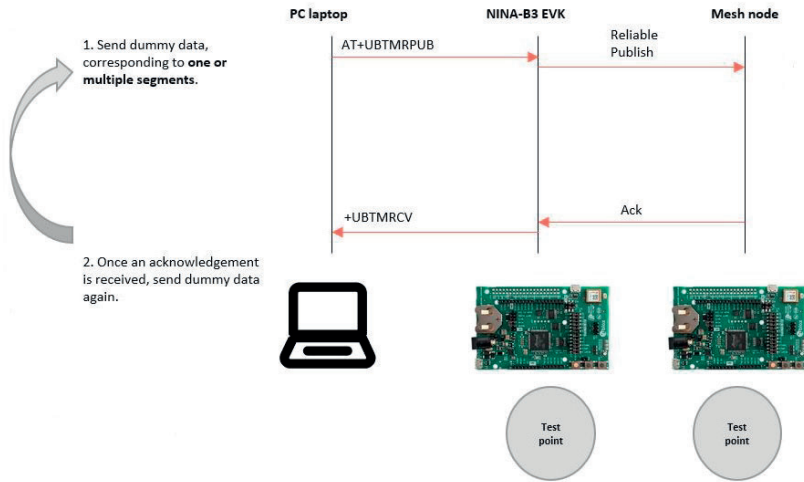 PC laptop
NINA-B3 EVK
Mesh node
1. Send dummy data,
corresponding to one or
multiple segments.
AT+UBTMRPUB
Reliable
Publish
Ack
+UBTMRCV
2. Once an acknowledgement
is received, send dummy data
again.
Test
point
Test
point